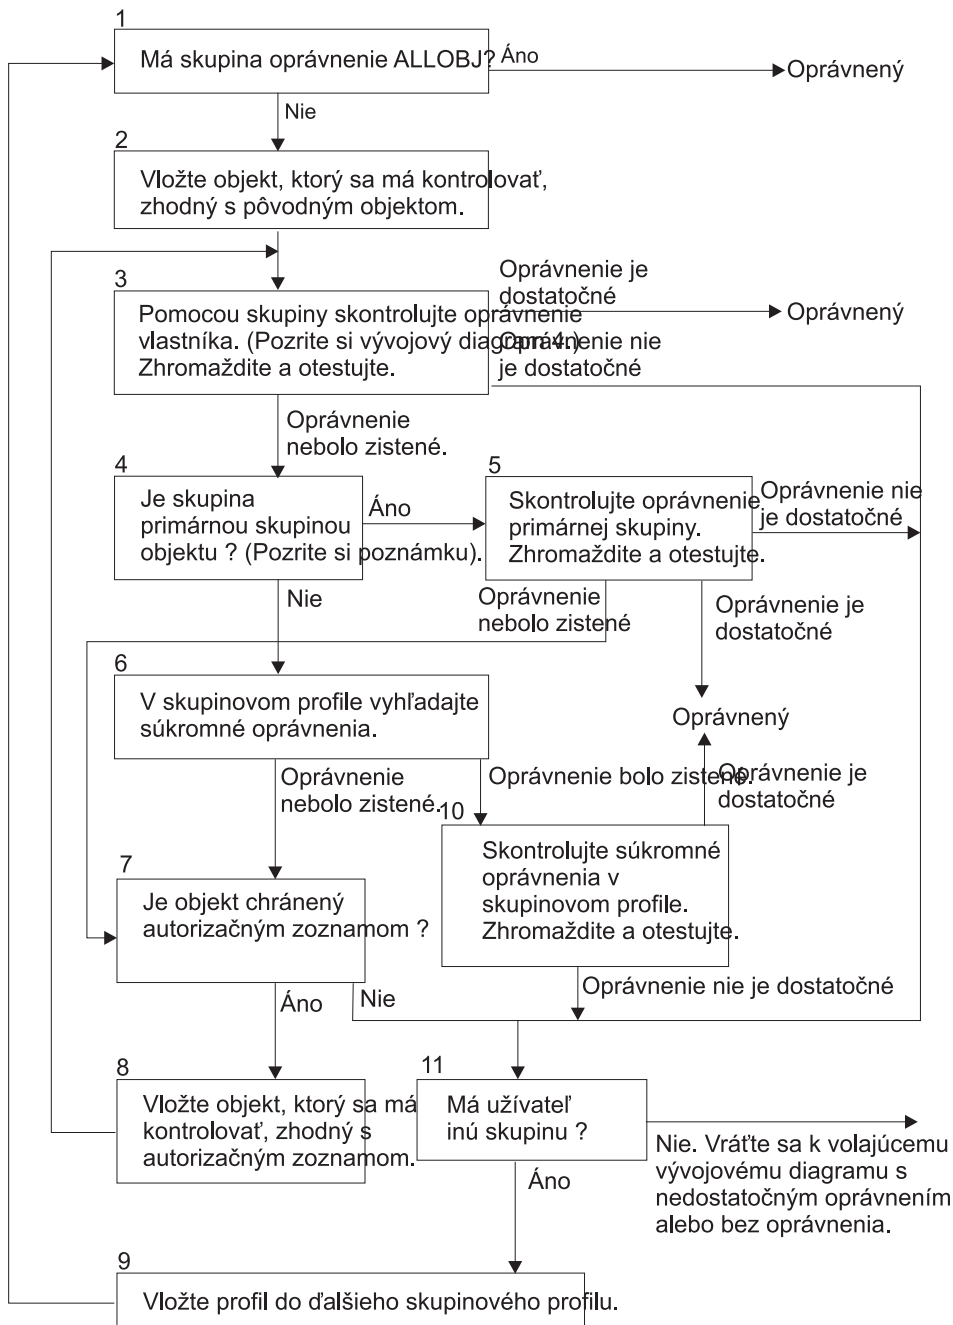 1
Má skupina oprávnenie ALLOBJ?
Áno
Oprávnený
Nie
2
Vložte objekt, ktorý sa má kontrolovať,
zhodný s pôvodným objektom.
3
Pomocou skupiny skontrolujte oprávnenie
vlastníka. (Pozrite si vývojový diagram 4.)
Zhromaždite a otestujte.
Oprávnenie je
dostatočné
Oprávnený
Oprávnenie nie
je dostatočné
Oprávnenie
nebolo zistené.
4
Je skupina
primárnou skupinou
objektu ? (Pozrite si poznámku).
Áno
5
Skontrolujte oprávnenie
primárnej skupiny.
Zhromaždite a otestujte.
Oprávnenie nie
je dostatočné
Nie
Oprávnenie
nebolo zistené
Oprávnenie je
dostatočné
6
V skupinovom profile vyhľadajte
súkromné oprávnenia.
Oprávnený
Oprávnenie
nebolo zistené.
Oprávnenie bolo zistené.
Oprávnenie je
dostatočné
10
Skontrolujte súkromné
oprávnenia v
skupinovom profile.
Zhromaždite a otestujte.
7
Je objekt chránený
autorizačným zoznamom ?
Oprávnenie nie je dostatočné
Áno
Nie
8
Vložte objekt, ktorý sa má
kontrolovať, zhodný s
autorizačným zoznamom.
11
Má užívateľ
inú skupinu ?
Nie. Vráťte sa k volajúcemu
vývojovému diagramu s
nedostatočným oprávnením
alebo bez oprávnenia.
Áno
9
Vložte profil do ďalšieho skupinového profilu.